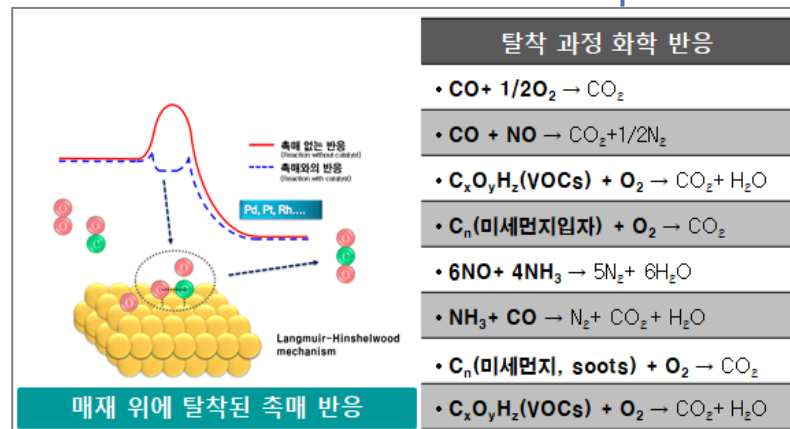 촉매 없는 반응
(Reaction without catalyst)
촉매와의 반응
(Reaction with catalyst)
Pd, Pt, Rh....
O
O
O
C
O
C
O
O
C
O
O
Langmuir-Hinshelwood
mechanism
매재 위에 탈착된 촉매 반응
탈착 과정 화학 반응
• CO+ 1/2O₂ → CO₂
• CO + NO → CO₂+1/2N₂
• CₓOᵧH_z(VOCs) + O₂ → CO₂+ H₂O
• Cₙ(미세먼지입자) + O₂ → CO₂
• 6NO+ 4NH₃ → 5N₂+ 6H₂O
• NH₃+ CO → N₂+ CO₂ + H₂O
• Cₙ(미세먼지, soots) + O₂ → CO₂
• CₓOᵧH_z(VOCs) + O₂ → CO₂+ H₂O